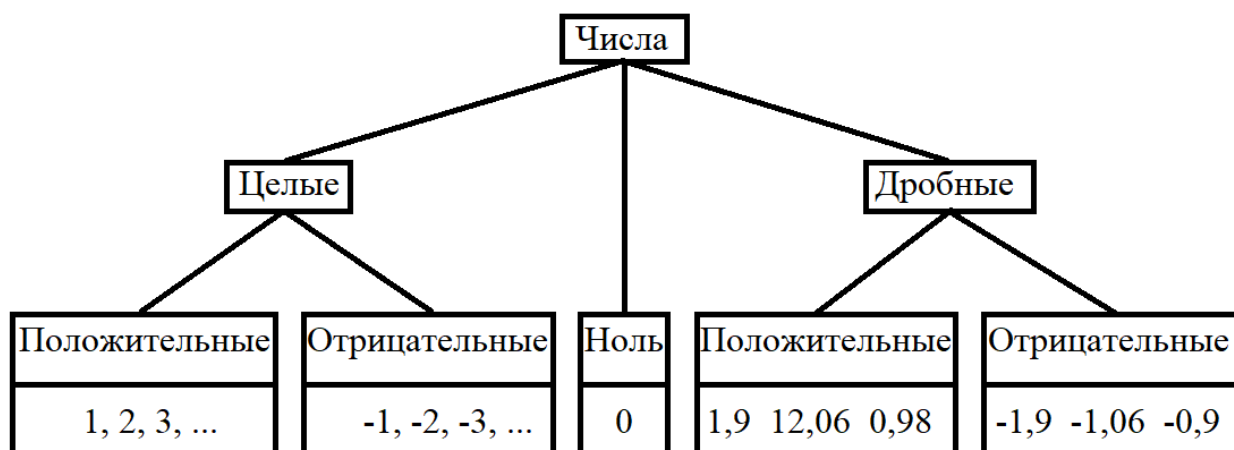 Числа
Целые
Дробные
Положительные
Отрицательные
Ноль
Положительные
Отрицательные
1, 2, 3, ...
-1, -2, -3, ...
0
1,9 12,06 0,98
-1,9 -1,06 -0,9